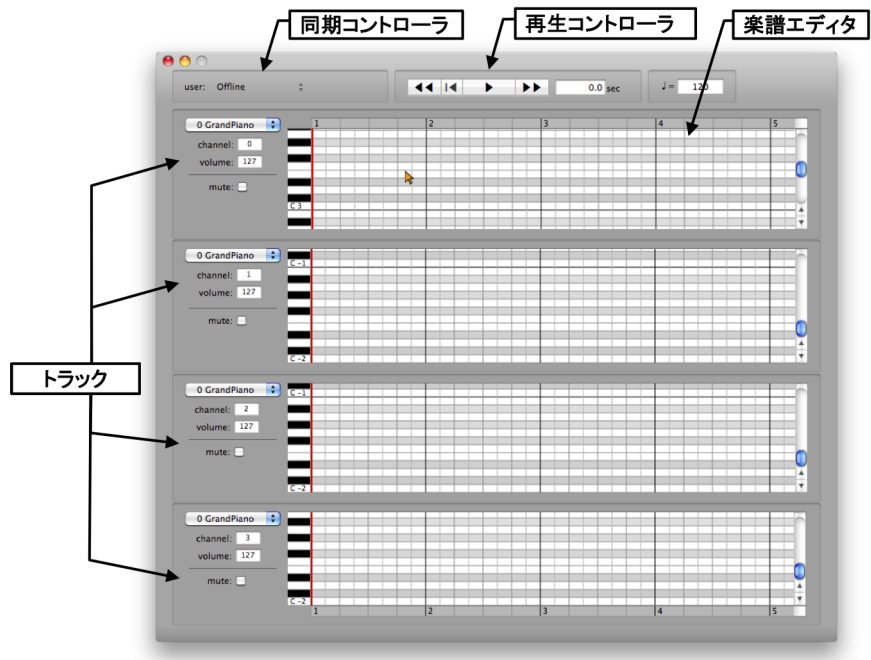 同期コントローラ
再生コントローラ
楽譜エディタ
user: Offline
0.0 sec
♩= 120
0 GrandPiano
channel: 0
volume: 127
mute:
1 2 3 4 5
C 3
0 GrandPiano
channel: 1
volume: 127
mute:
C -1
C -2
トラック
0 GrandPiano
channel: 2
volume: 127
mute:
C -1
C -2
0 GrandPiano
channel: 3
volume: 127
mute:
C -2
1 2 3 4 5